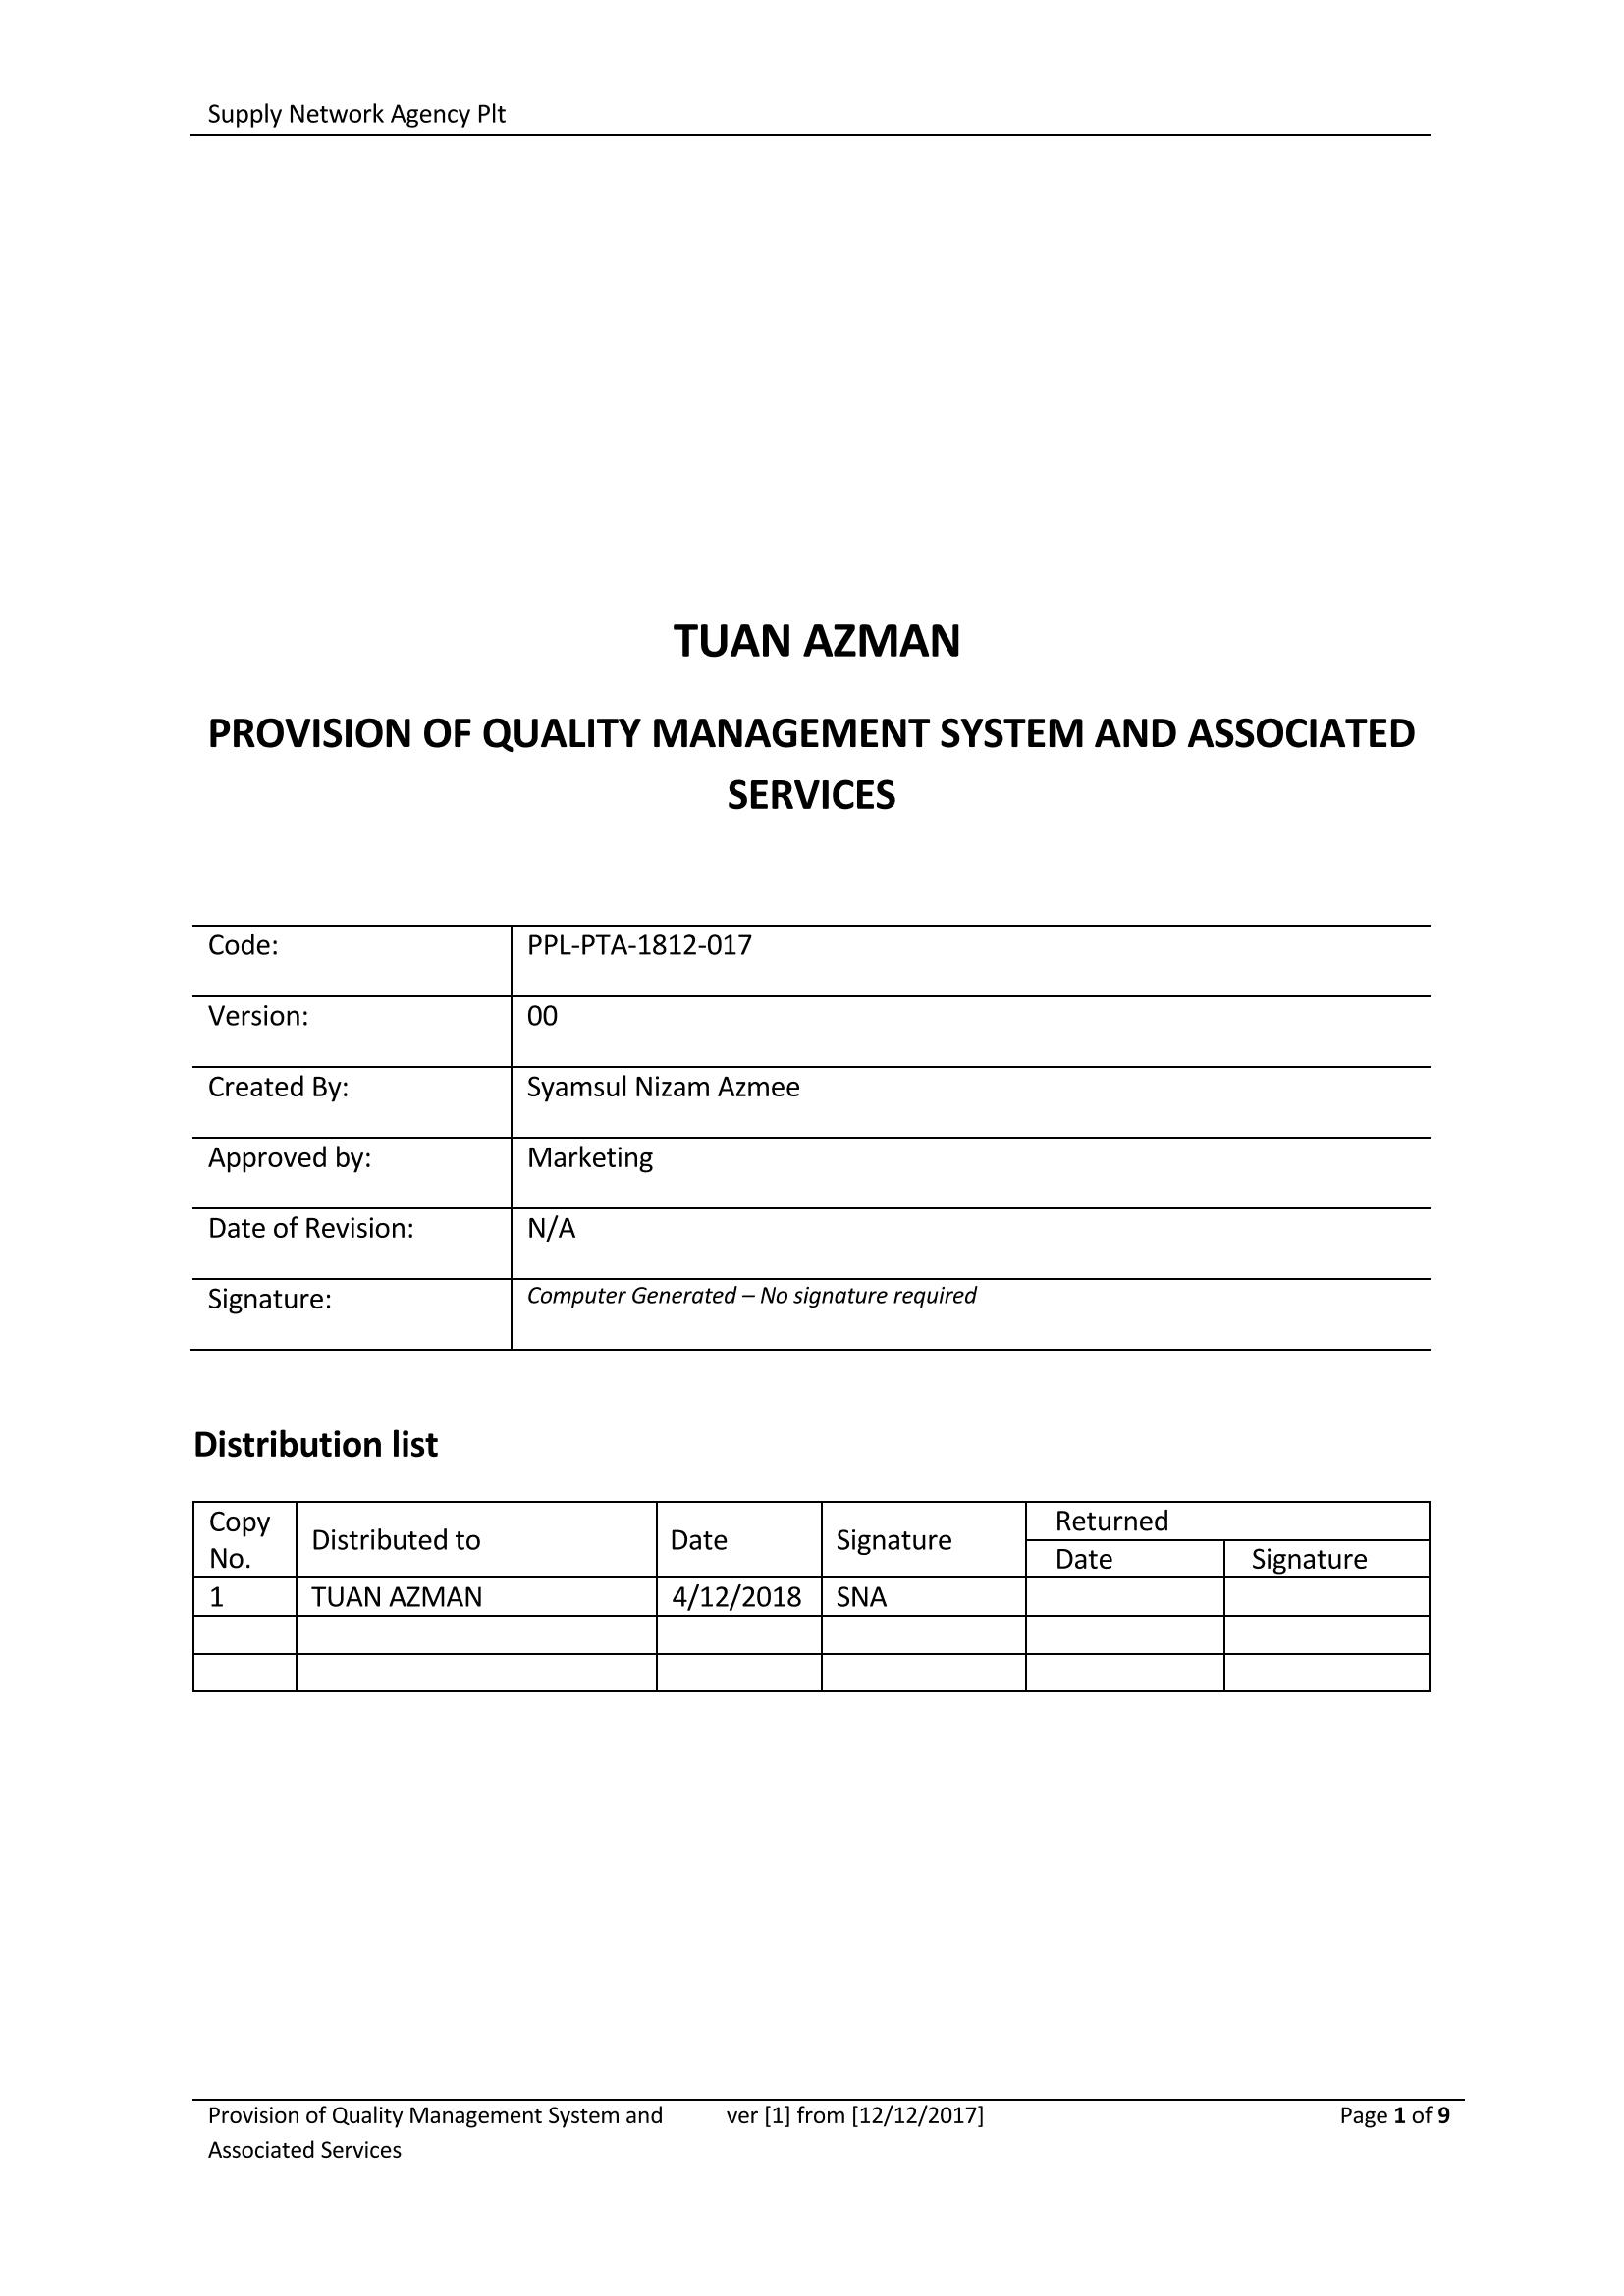 Supply Network Agency Plt
TUAN AZMAN
PROVISION OF QUALITY MANAGEMENT SYSTEM AND ASSOCIATED
SERVICES
Code: PPL-PTA-1812-017
Version: 00
Created By: Syamsul Nizam Azmee
Approved by: Marketing
Date of Revision: N/A
Signature: Computer Generated – No signature required
Distribution list
Copy No. Distributed to Date Signature Returned
Date Signature
1 TUAN AZMAN 4/12/2018 SNA
Provision of Quality Management System and ver [1] from [12/12/2017] Page 1 of 9
Associated Services